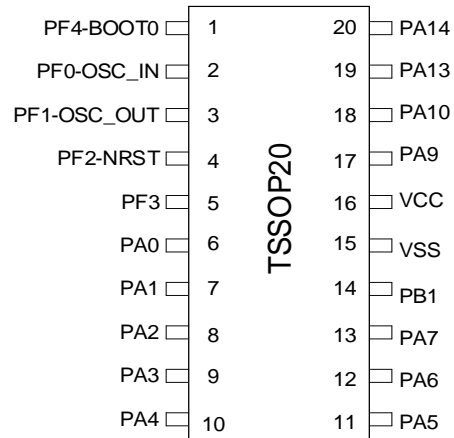 PF4-BOOT0 1 20 PA14
PF0-OSC_IN 2 19 PA13
PF1-OSC_OUT 3 18 PA10
PF2-NRST 4 17 PA9
PF3 5 16 VCC
PA0 6 15 VSS
PA1 7 14 PB1
PA2 8 13 PA7
PA3 9 12 PA6
PA4 10 11 PA5
TSSOP20